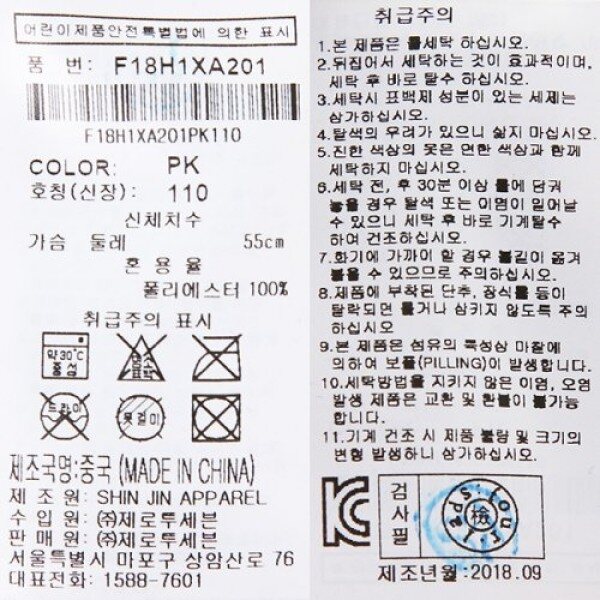 어린이제품안전특별법에 의한 표시
품 번: F18H1XA201
F18H1XA201PK110
COLOR: PK
호칭(신장): 110
신체치수
가슴 둘레 55cm
혼용율
폴리에스터 100%
취급주의 표시
약30℃
중성
염소
표백
드라이
옷걸이
제조국명:중국 (MADE IN CHINA)
제 조 원: SHIN JIN APPAREL
수 입 원: ㈜제로투세븐
판 매 원: ㈜제로투세븐
서울특별시 마포구 상암산로 76
대표전화: 1588-7601
취급주의
1.본 제품은 물세탁 하십시오.
2.뒤집어서 세탁하는 것이 효과적이며,
세탁 후 바로 탈수 하십시오.
3.세탁시 표백제 성분이 있는 세제는
삼가하십시오.
4.탈색의 우려가 있으니 삶지 마십시오.
5.진한 색상의 옷은 연한 색상과 함께
세탁하지 마십시오.
6.세탁 전, 후 30분 이상 물에 담궈
놓을 경우 탈색 또는 이염이 일어날
수 있으니 세탁 후 바로 기계탈수
하여 건조하십시오.
7.화기에 가까이 할 경우 불길이 옮겨
붙을 수 있으므로 주의하십시오.
8.제품에 부착된 단추, 장식물 등이
탈락되면 물거나 삼키지 않도록 주의
하십시오.
9.본 제품은 섬유의 특성상 마찰에
의하여 보풀(PILLING)이 발생합니다.
10.세탁방법을 지키지 않은 이염, 오염
발생 제품은 교환 및 환불이 불가능
합니다.
11.기계 건조 시 제품 불량 및 크기의
변형 발생하니 삼가하십시오.
검
사
필
檢
제조년월:2018.09